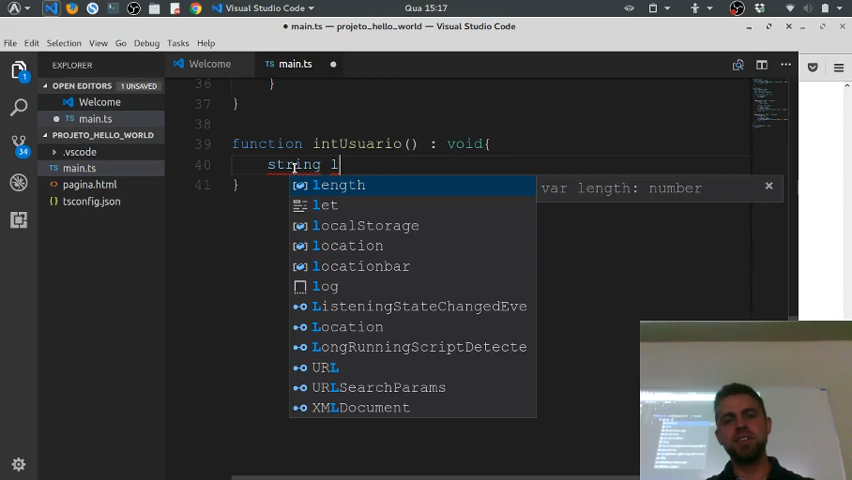 Visual Studio Code
Qua 15:17
● main.ts - projeto_hello_world - Visual Studio Code
File Edit Selection View Go Debug Tasks Help
EXPLORER
Welcome
main.ts
OPEN EDITORS 1 UNSAVED
Welcome
main.ts
PROJETO_HELLO_WORLD
.vscode
main.ts
pagina.html
tsconfig.json
1
36 }
37 }
38
39 function intUsuario() : void{
40 string l
41 }
length
let
localStorage
location
locationbar
log
ListeningStateChangedEve
Location
LongRunningScriptDetecte
URL
URLSearchParams
XMLDocument
var length: number